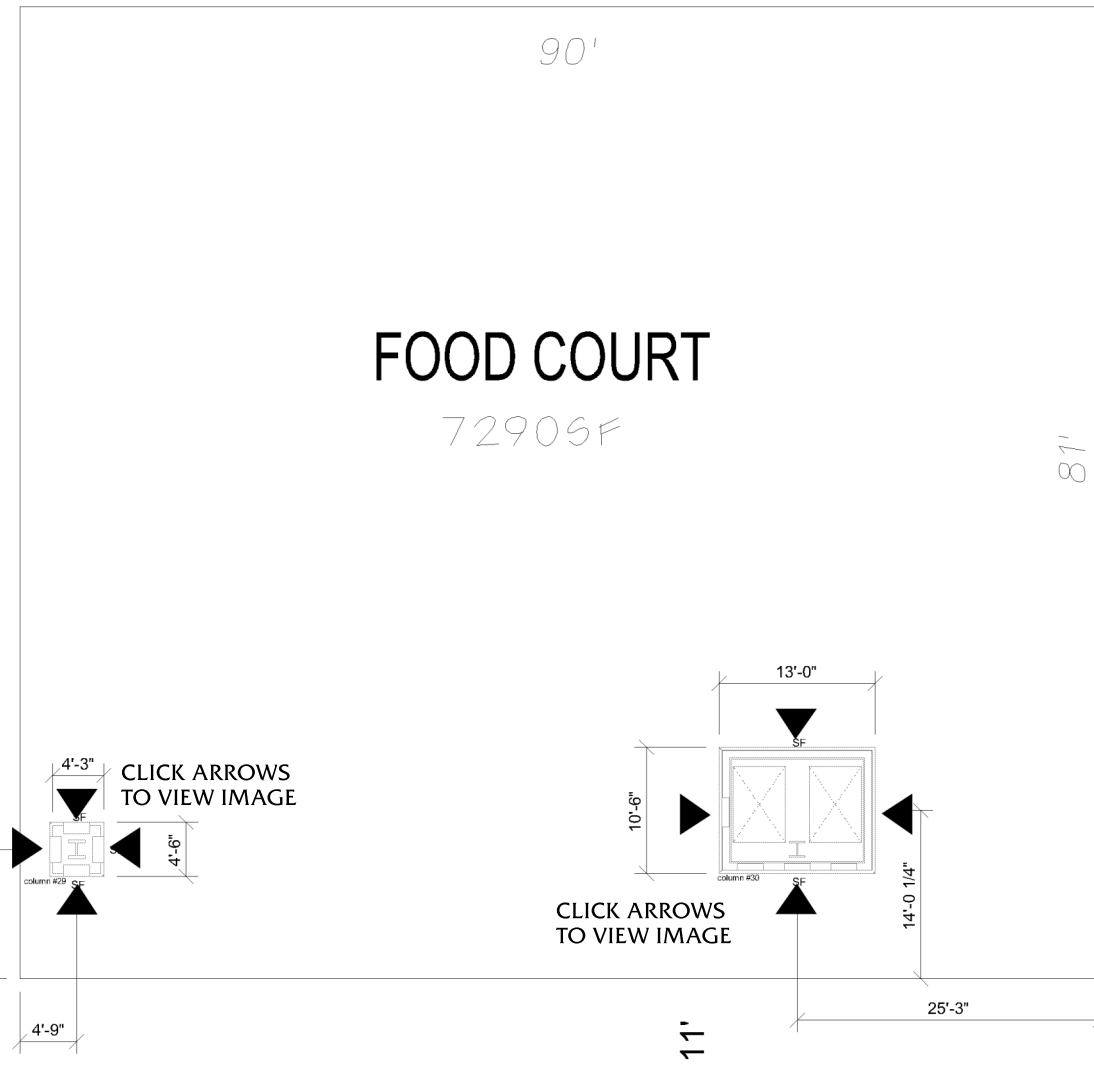 90'
FOOD COURT
7290SF
81'
13'-0"
SF
4'-3"
CLICK ARROWS
TO VIEW IMAGE
10'-6"
SF
4'-6"
column #29
SF
column #30
SF
14'-0 1/4"
CLICK ARROWS
TO VIEW IMAGE
25'-3"
4'-9"
11'